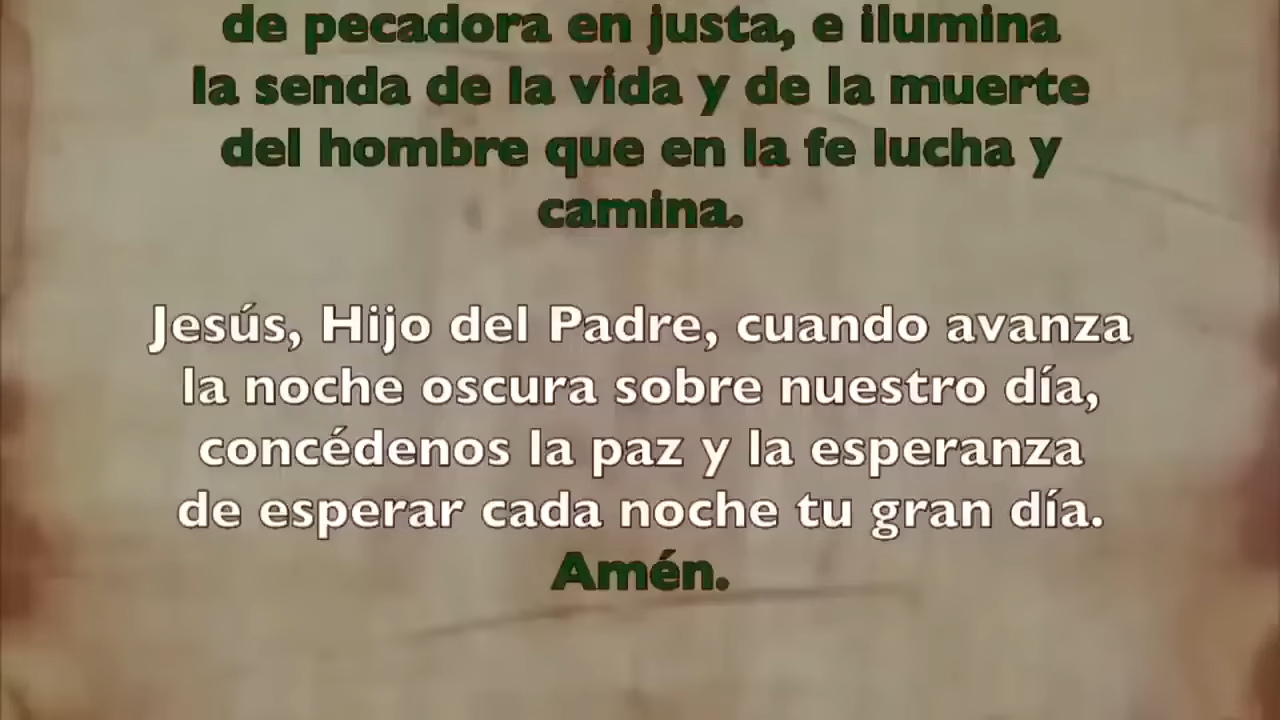 de pecadora en justa, e ilumina
la senda de la vida y de la muerte
del hombre que en la fe lucha y
camina.
Jesús, Hijo del Padre, cuando avanza
la noche oscura sobre nuestro día,
concédenos la paz y la esperanza
de esperar cada noche tu gran día.
Amén.